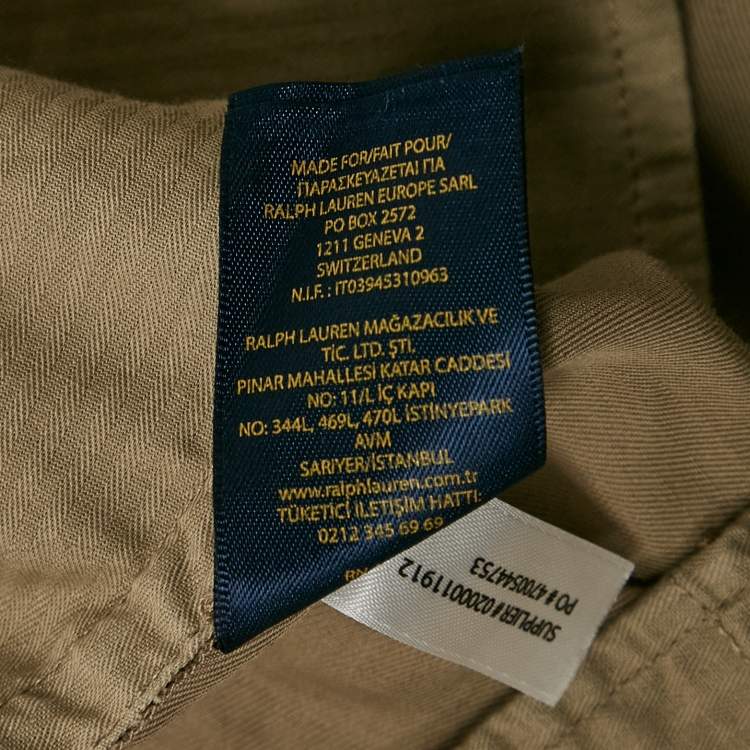 MADE FOR/FAIT POUR/
ΠΑΡΑΣΚΕΥΑΖΕΤΑΙ ΓΙΑ
RALPH LAUREN EUROPE SARL
PO BOX 2572
1211 GENEVA 2
SWITZERLAND
N.I.F. : IT03945310963
RALPH LAUREN MAĞAZACILIK VE
TİC. LTD. ŞTİ.
PINAR MAHALLESİ KATAR CADDESİ
NO: 11/L İÇ KAPI
NO: 344L, 469L, 470L İSTİNYEPARK
AVM
SARIYER/İSTANBUL
www.ralphlauren.com.tr
TÜKETİCİ İLETİŞİM HATTI:
0212 345 69 69
SUPPLIER # 0200011912
PO # 4700544753